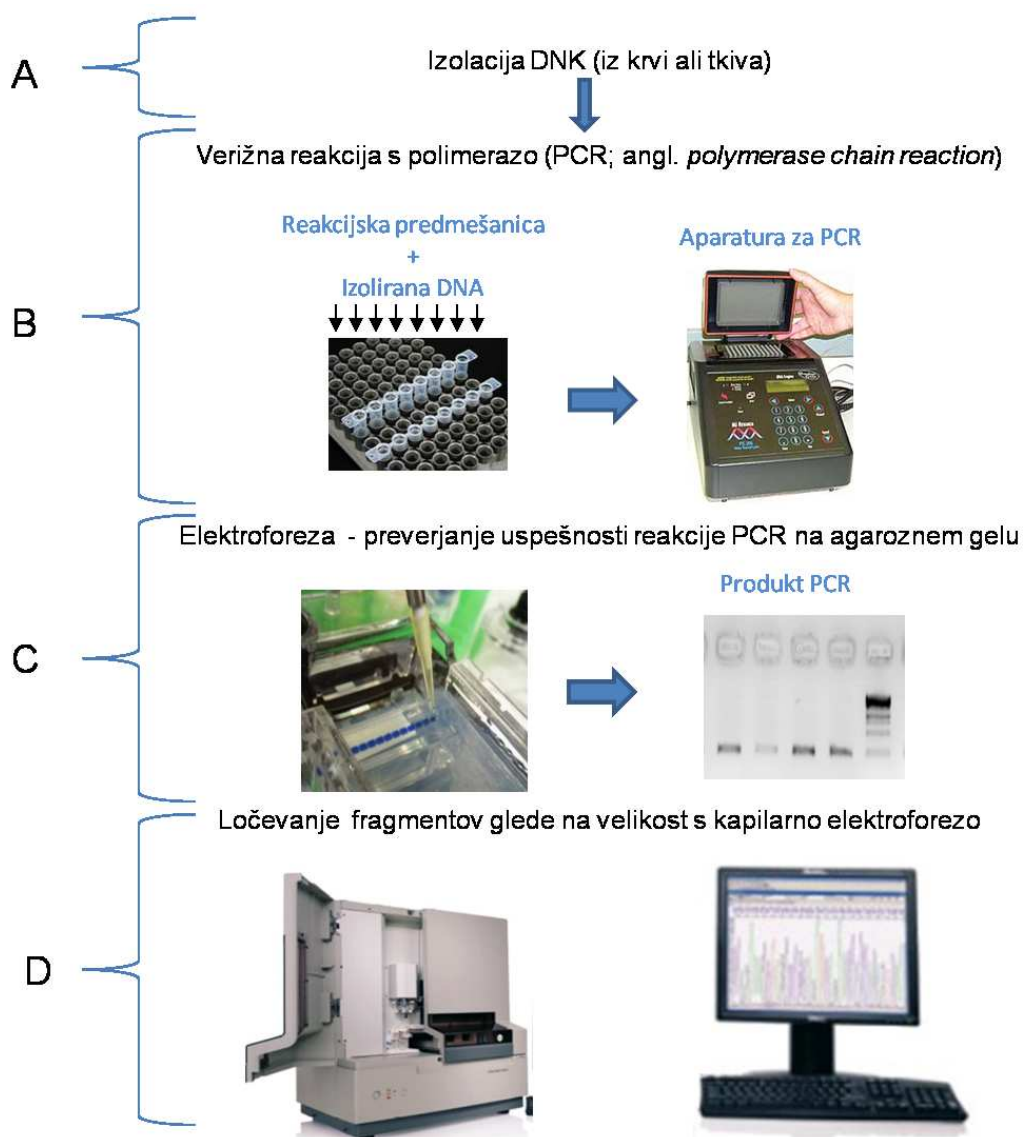 A
Izolacija DNK (iz krvi ali tkiva)
B
Verižna reakcija s polimerazo (PCR; angl. polymerase chain reaction)
Reakcijska predmešanica
+
Izolirana DNA
Aparatura za PCR
C
Elektroforeza - preverjanje uspešnosti reakcije PCR na agaroznem gelu
Produkt PCR
D
Ločevanje fragmentov glede na velikost s kapilarno elektroforezo